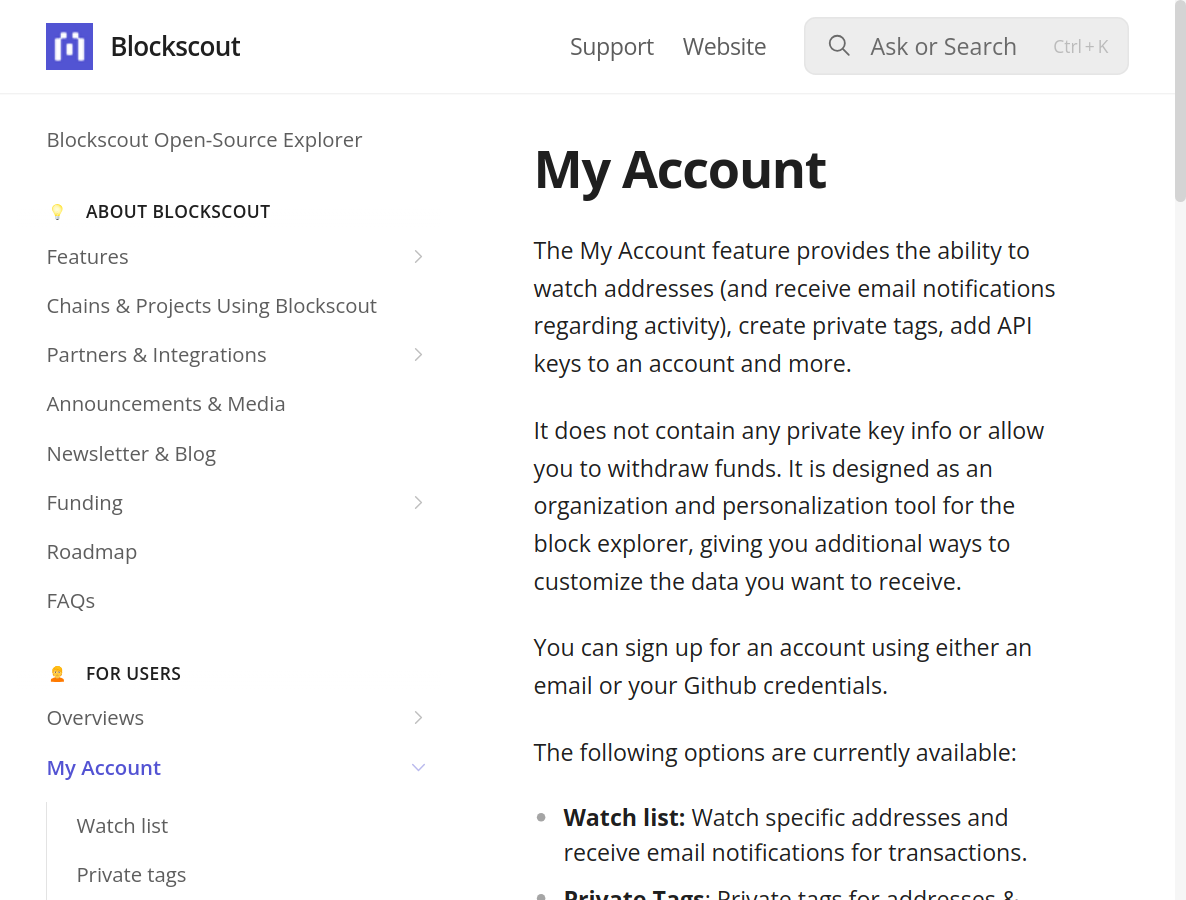 Blockscout
Support
Website
Ask or Search
Ctrl + K
Blockscout Open-Source Explorer
ABOUT BLOCKSCOUT
Features
Chains & Projects Using Blockscout
Partners & Integrations
Announcements & Media
Newsletter & Blog
Funding
Roadmap
FAQs
FOR USERS
Overviews
My Account
Watch list
Private tags
My Account
The My Account feature provides the ability to
watch addresses (and receive email notifications
regarding activity), create private tags, add API
keys to an account and more.
It does not contain any private key info or allow
you to withdraw funds. It is designed as an
organization and personalization tool for the
block explorer, giving you additional ways to
customize the data you want to receive.
You can sign up for an account using either an
email or your Github credentials.
The following options are currently available:
Watch list: Watch specific addresses and
receive email notifications for transactions.
Private Tags: Private tags for addresses &